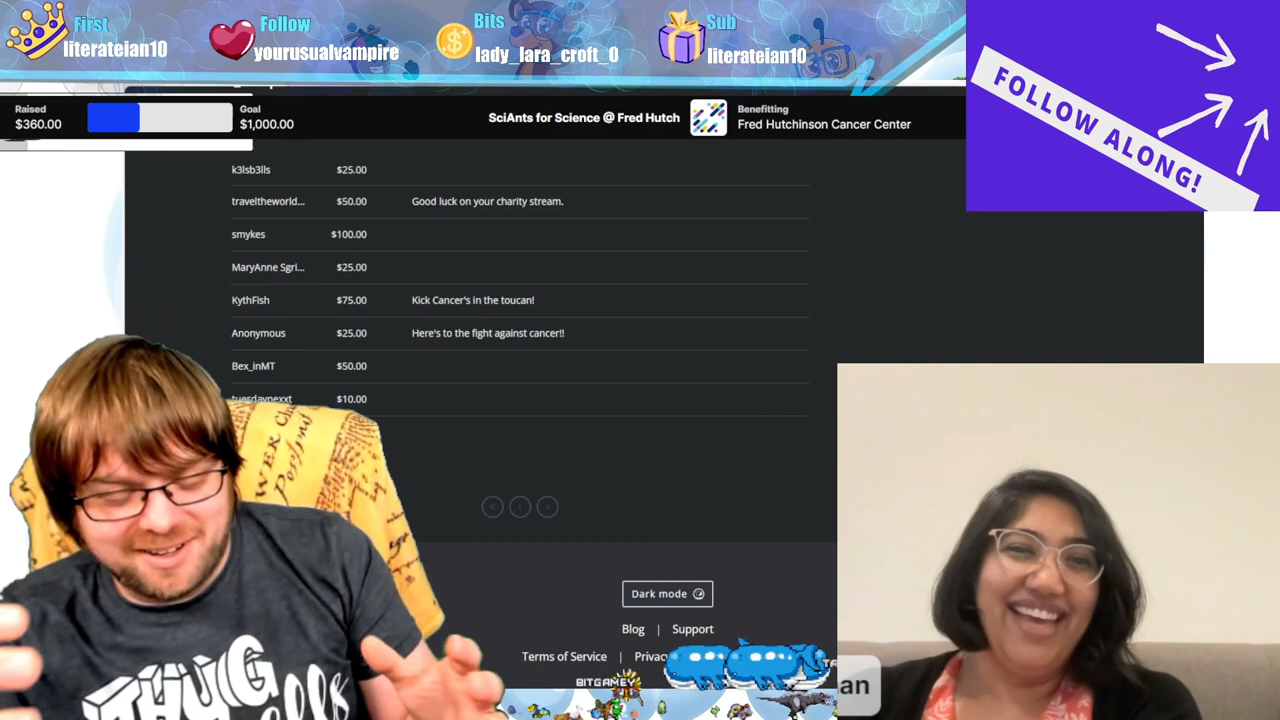 First
literateian10
Follow
yourusualvampire
Bits
lady_lara_croft_0
Sub
literateian10
FOLLOW ALONG!
Raised
$360.00
Goal
$1,000.00
SciAnts for Science @ Fred Hutch
Benefitting
Fred Hutchinson Cancer Center
k3lsb3lls $25.00
traveltheworld... $50.00 Good luck on your charity stream.
smykes $100.00
MaryAnne Sgri... $25.00
KythFish $75.00 Kick Cancer's in the toucan!
Anonymous $25.00 Here's to the fight against cancer!!
Bex_inMT $50.00
tuesdaynexxt $10.00
Dark mode
Blog | Support
Terms of Service | Privac
BITGAMEY
an
THUG